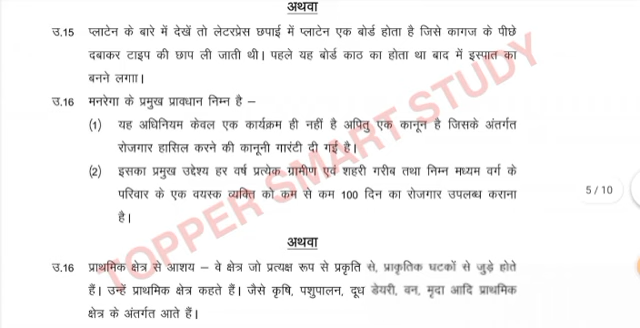 अथवा
उ.15 प्लाटेन के बारे में देखें तो लेटरप्रेस छपाई में प्लाटेन एक बोर्ड होता है जिसे कागज के पीछे
दबाकर टाइप की छाप ली जाती थी। पहले यह बोर्ड काठ का होता था बाद में इस्पात का
बनने लगाा।
उ.16 मनरेगा के प्रमुख प्रावधान निम्न है –
(1) यह अधिनियम केवल एक कार्यक्रम ही नहीं है अपितु एक कानून है जिसके अंतर्गत
रोजगार हासिल करने की कानूनी गारंटी दी गई है।
(2) इसका प्रमुख उद्देश्य हर वर्ष प्रत्येक ग्रामीण एवं शहरी गरीब तथा निम्न मध्यम वर्ग के
परिवार के एक वयस्क व्यक्ति को कम से कम 100 दिन का रोजगार उपलब्ध कराना
है।
5 / 10
अथवा
उ.16 प्राथमिक क्षेत्र से आशय – वे क्षेत्र जो प्रत्यक्ष रूप से प्रकृति से, प्राकृतिक घटकों से जुड़े होते
हैं। उन्हें प्राथमिक क्षेत्र कहते हैं। जैसे कृषि, पशुपालन, दूध डेयरी, वन, मृदा आदि प्राथमिक
क्षेत्र के अंतर्गत आते हैं।
TOPPER SMART STUDY